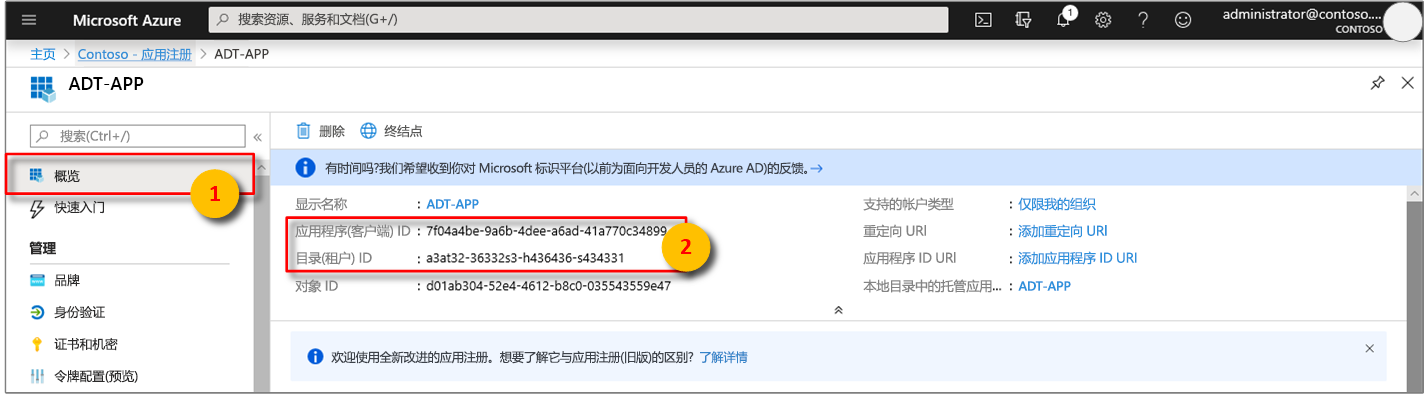 Microsoft Azure
搜索资源、服务和文档(G+/)
1
administrator@contoso....
CONTOSO
主页 > Contoso - 应用注册 > ADT-APP
ADT-APP
搜索(Ctrl+/)
«
删除
终结点
有时间吗?我们希望收到你对 Microsoft 标识平台(以前为面向开发人员的 Azure AD)的反馈。→
概览
1
快速入门
管理
品牌
身份验证
证书和机密
令牌配置(预览)
显示名称 : ADT-APP
应用程序(客户端) ID : 7f04a4be-9a6b-4dee-a6ad-41a770c34899
目录(租户) ID : a3at32-36332s3-h436436-s434331
2
对象 ID : d01ab304-52e4-4612-b8c0-035543559e47
支持的帐户类型 : 仅限我的组织
重定向 URI : 添加重定向 URI
应用程序 ID URI : 添加应用程序 ID URI
本地目录中的托管应用... : ADT-APP
欢迎使用全新改进的应用注册。想要了解它与应用注册(旧版)的区别? 了解详情